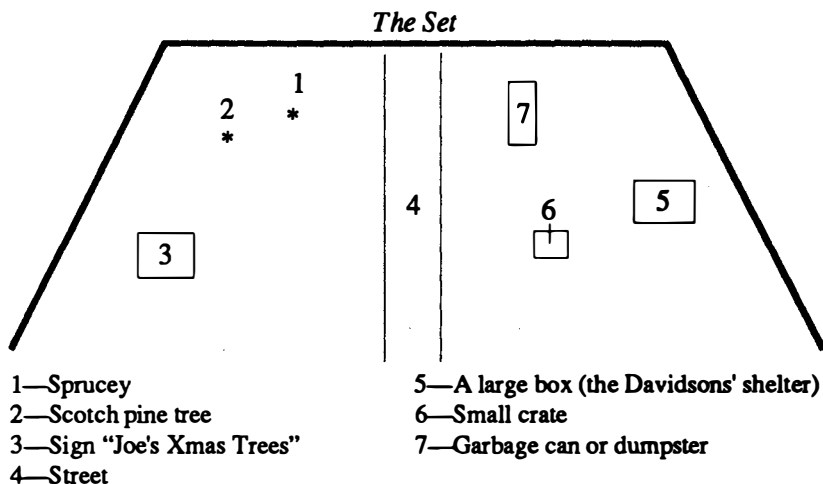 The Set
1
2
7
4
6
5
3
1—Sprucey
2—Scotch pine tree
3—Sign "Joe's Xmas Trees"
4—Street
5—A large box (the Davidsons' shelter)
6—Small crate
7—Garbage can or dumpster